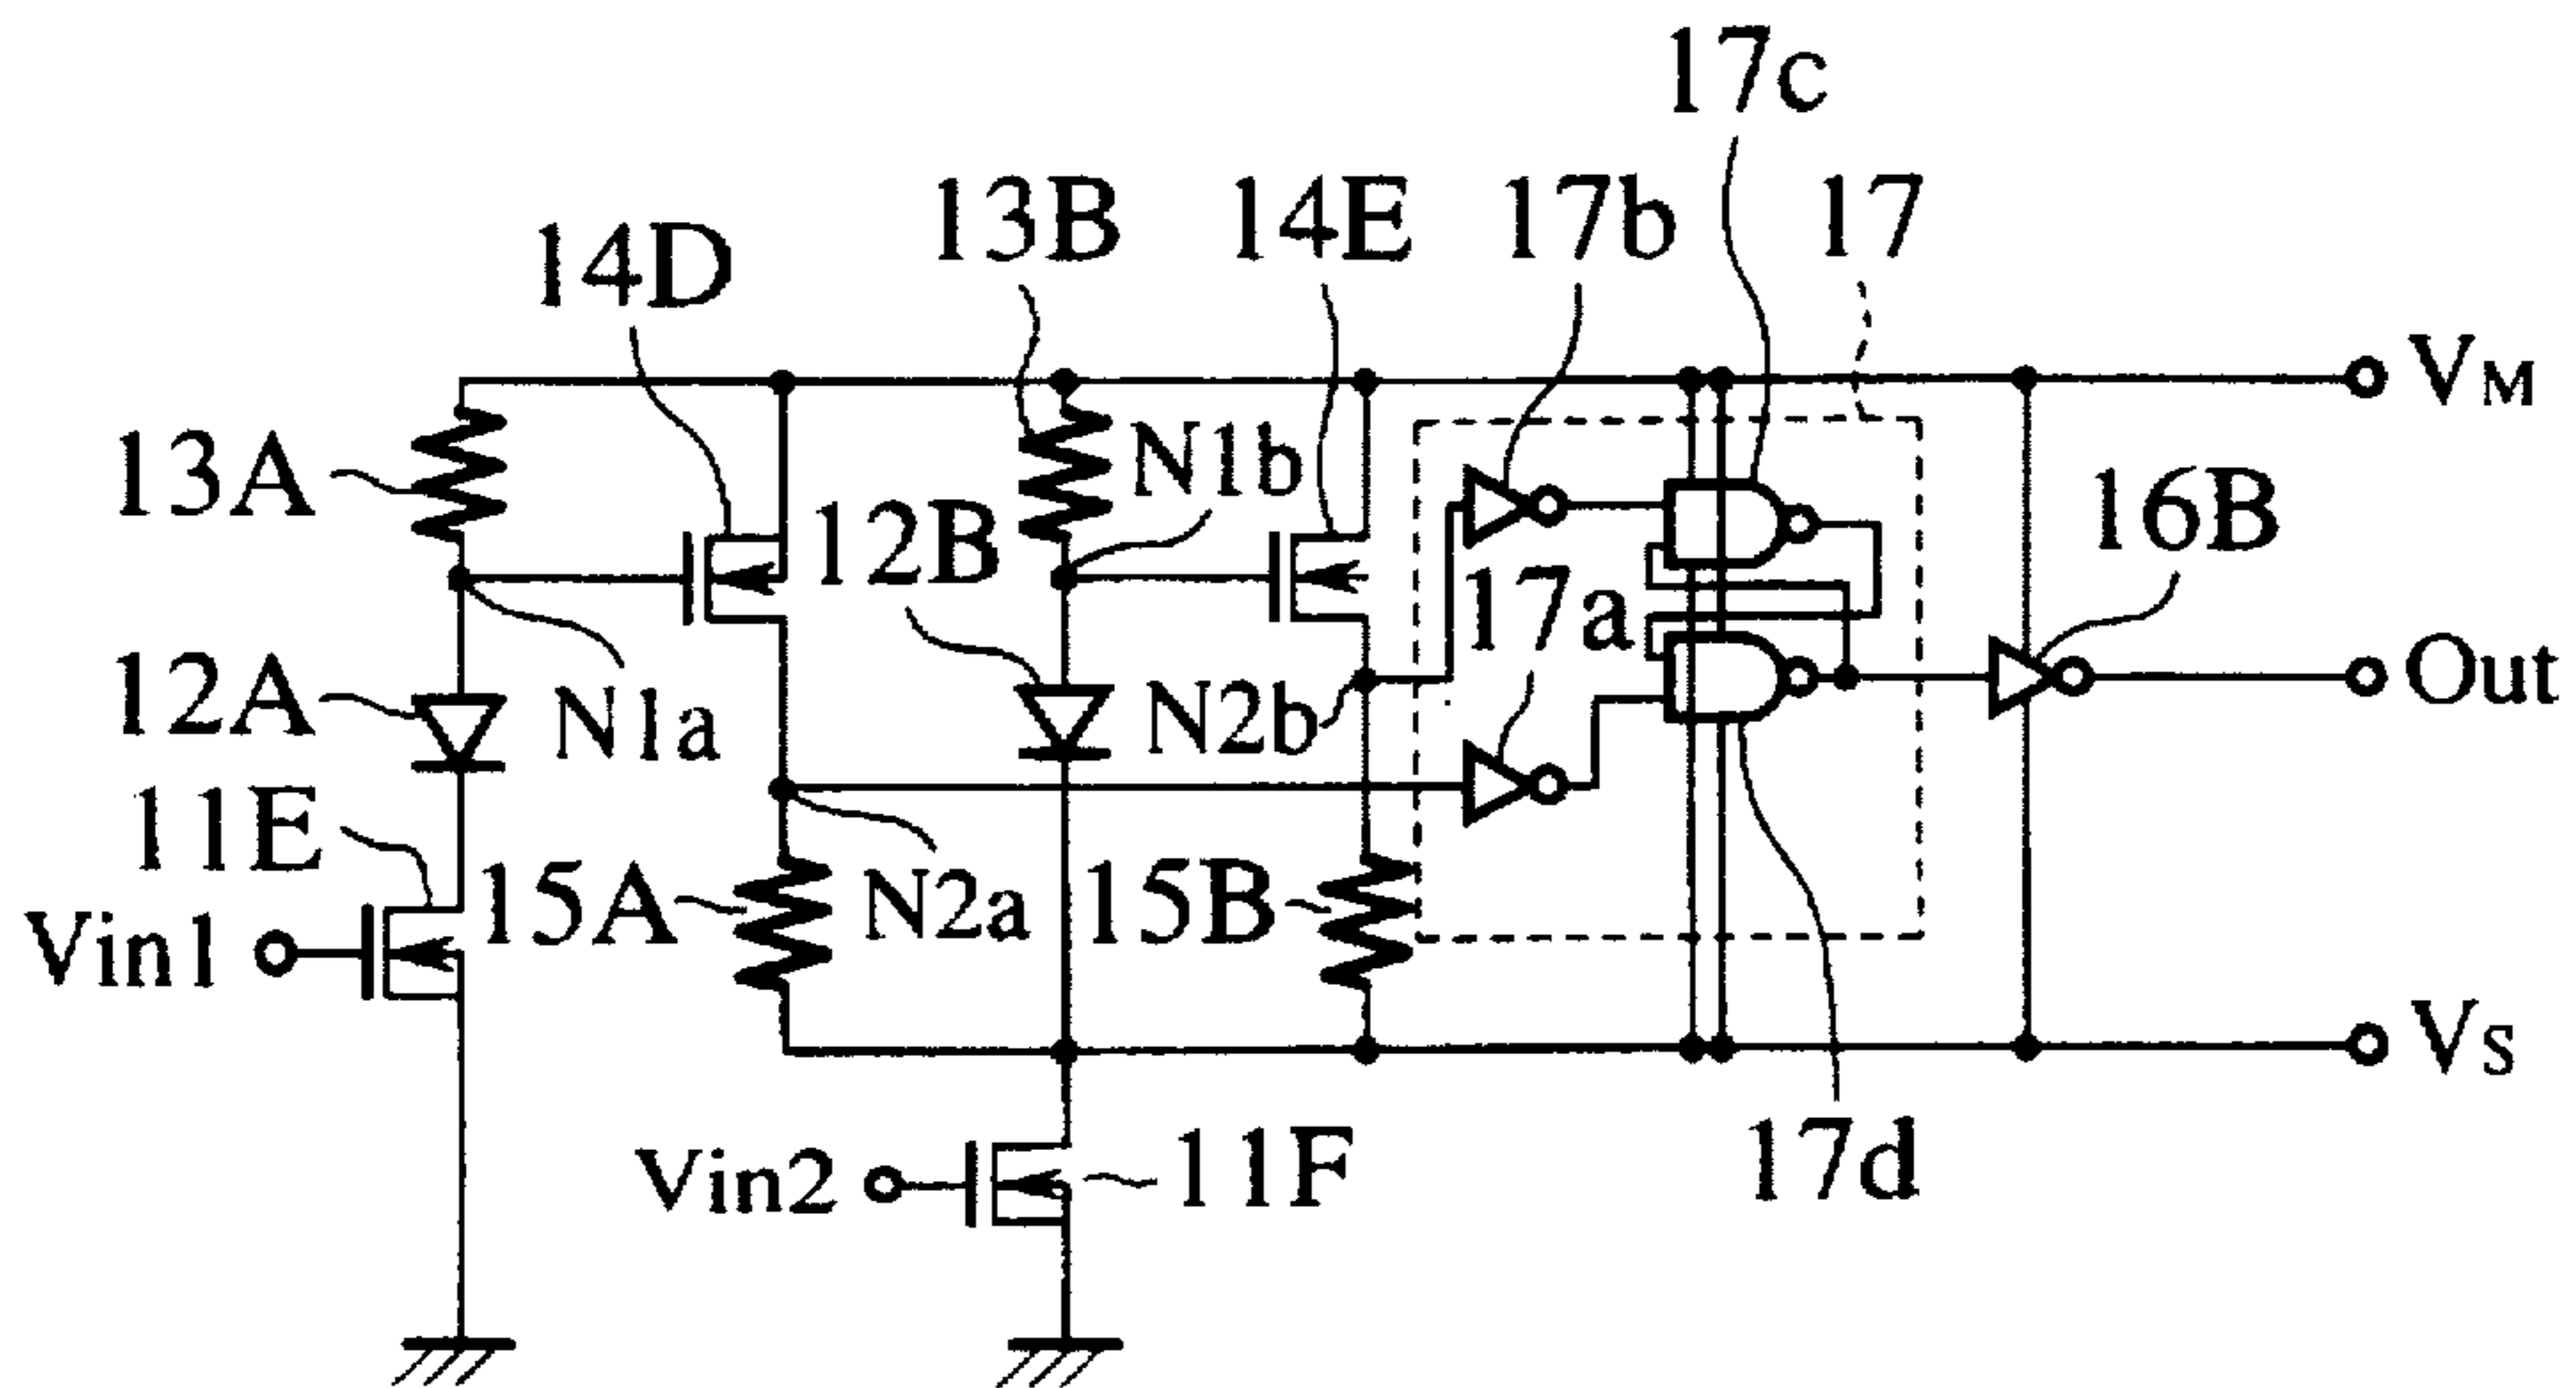 17c
13B 14E 17b 17
14D
VM
13A N1b
12B 16B
17a
12A N1a N2b Out
11E
15A N2a 15B
Vin1
VS
Vin2 11F 17d